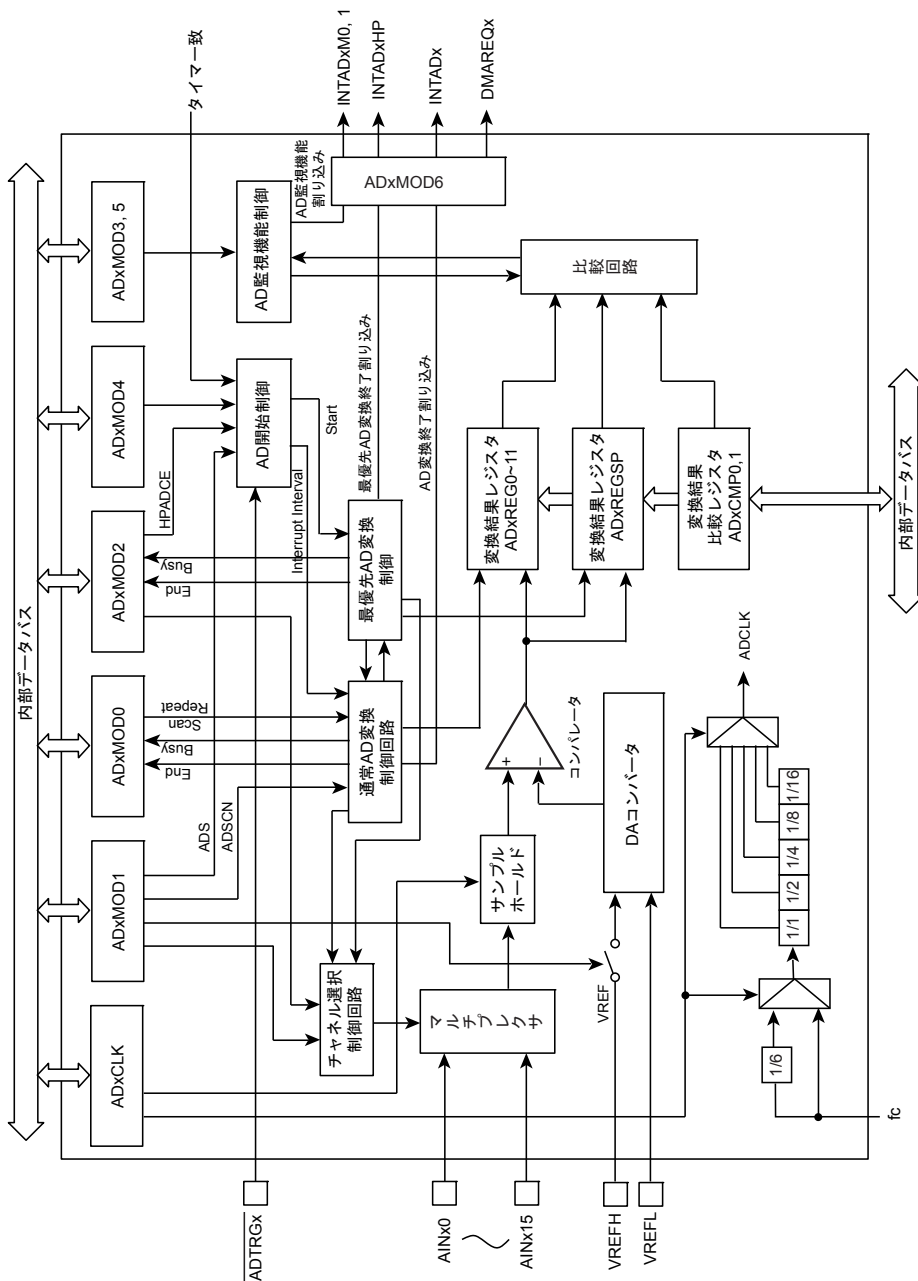 内部データバス
ADxCLK
ADxMOD1
ADxMOD0
ADxMOD2
ADxMOD4
ADxMOD3, 5
タイマー一致
ADS
ADSCN
End
Busy
Scan
Repeat
End
Busy
HPADCE
ADTRGx
AD開始制御
AD監視機能制御
AD監視機能
割り込み
ADxMOD6
INTADxM0, 1
INTADxHP
INTADx
DMAREQx
Start
Interrupt Interval
チャネル選択
制御回路
通常AD変換
制御回路
最優先AD変換
制御
最優先AD変換終了割り込み
AD変換終了割り込み
AINx0
AINx15
マルチプレクサ
サンプル
ホールド
+
−
コンパレータ
変換結果レジスタ
ADxREG0~11
変換結果レジスタ
ADxREGSP
変換結果
比較レジスタ
ADxCMP0,1
比較回路
VREFH
VREFL
VREF
DAコンバータ
fc
1/6
1/1
1/2
1/4
1/8
1/16
ADCLK
内部データバス